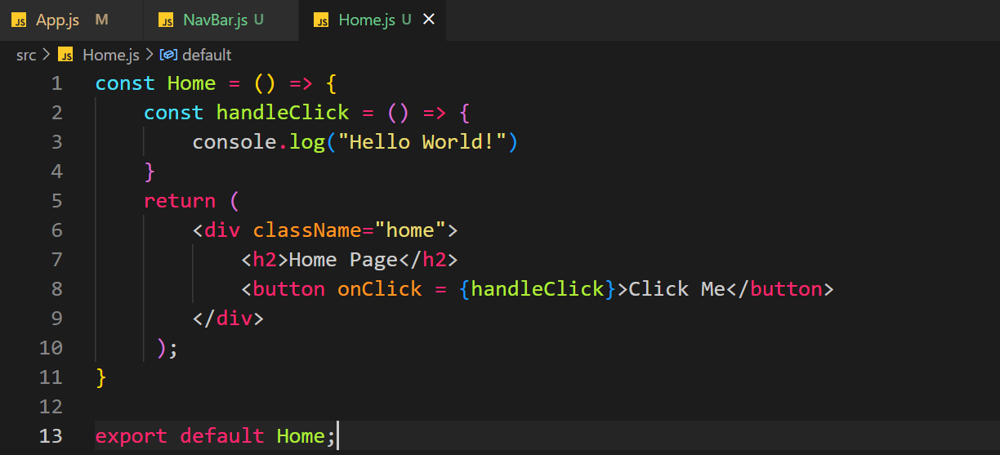 JS App.js M JS NavBar.js U JS Home.js U ×
src > JS Home.js > default
1 const Home = () => {
2     const handleClick = () => {
3         console.log("Hello World!")
4     }
5     return (
6         <div className="home">
7             <h2>Home Page</h2>
8             <button onClick = {handleClick}>Click Me</button>
9         </div>
10      );
11 }
12
13 export default Home;